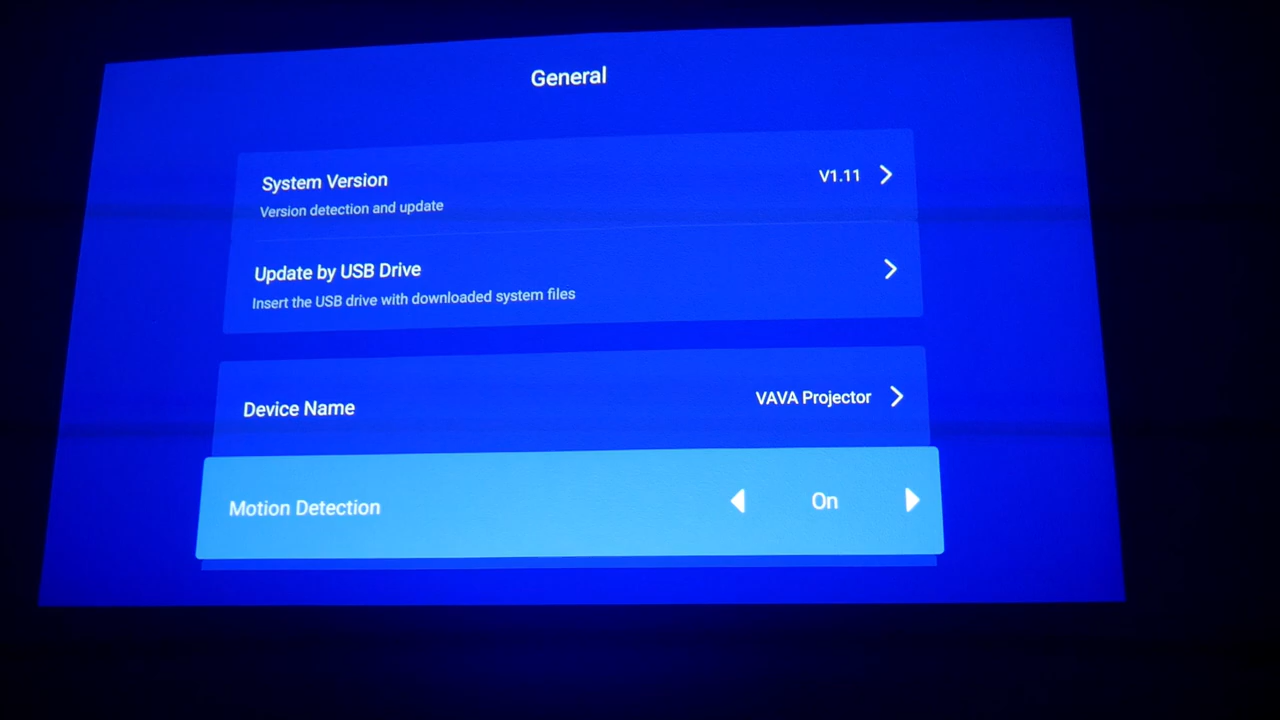 General
System Version
V1.11
Version detection and update
Update by USB Drive
Insert the USB drive with downloaded system files
Device Name
VAVA Projector
Motion Detection
On